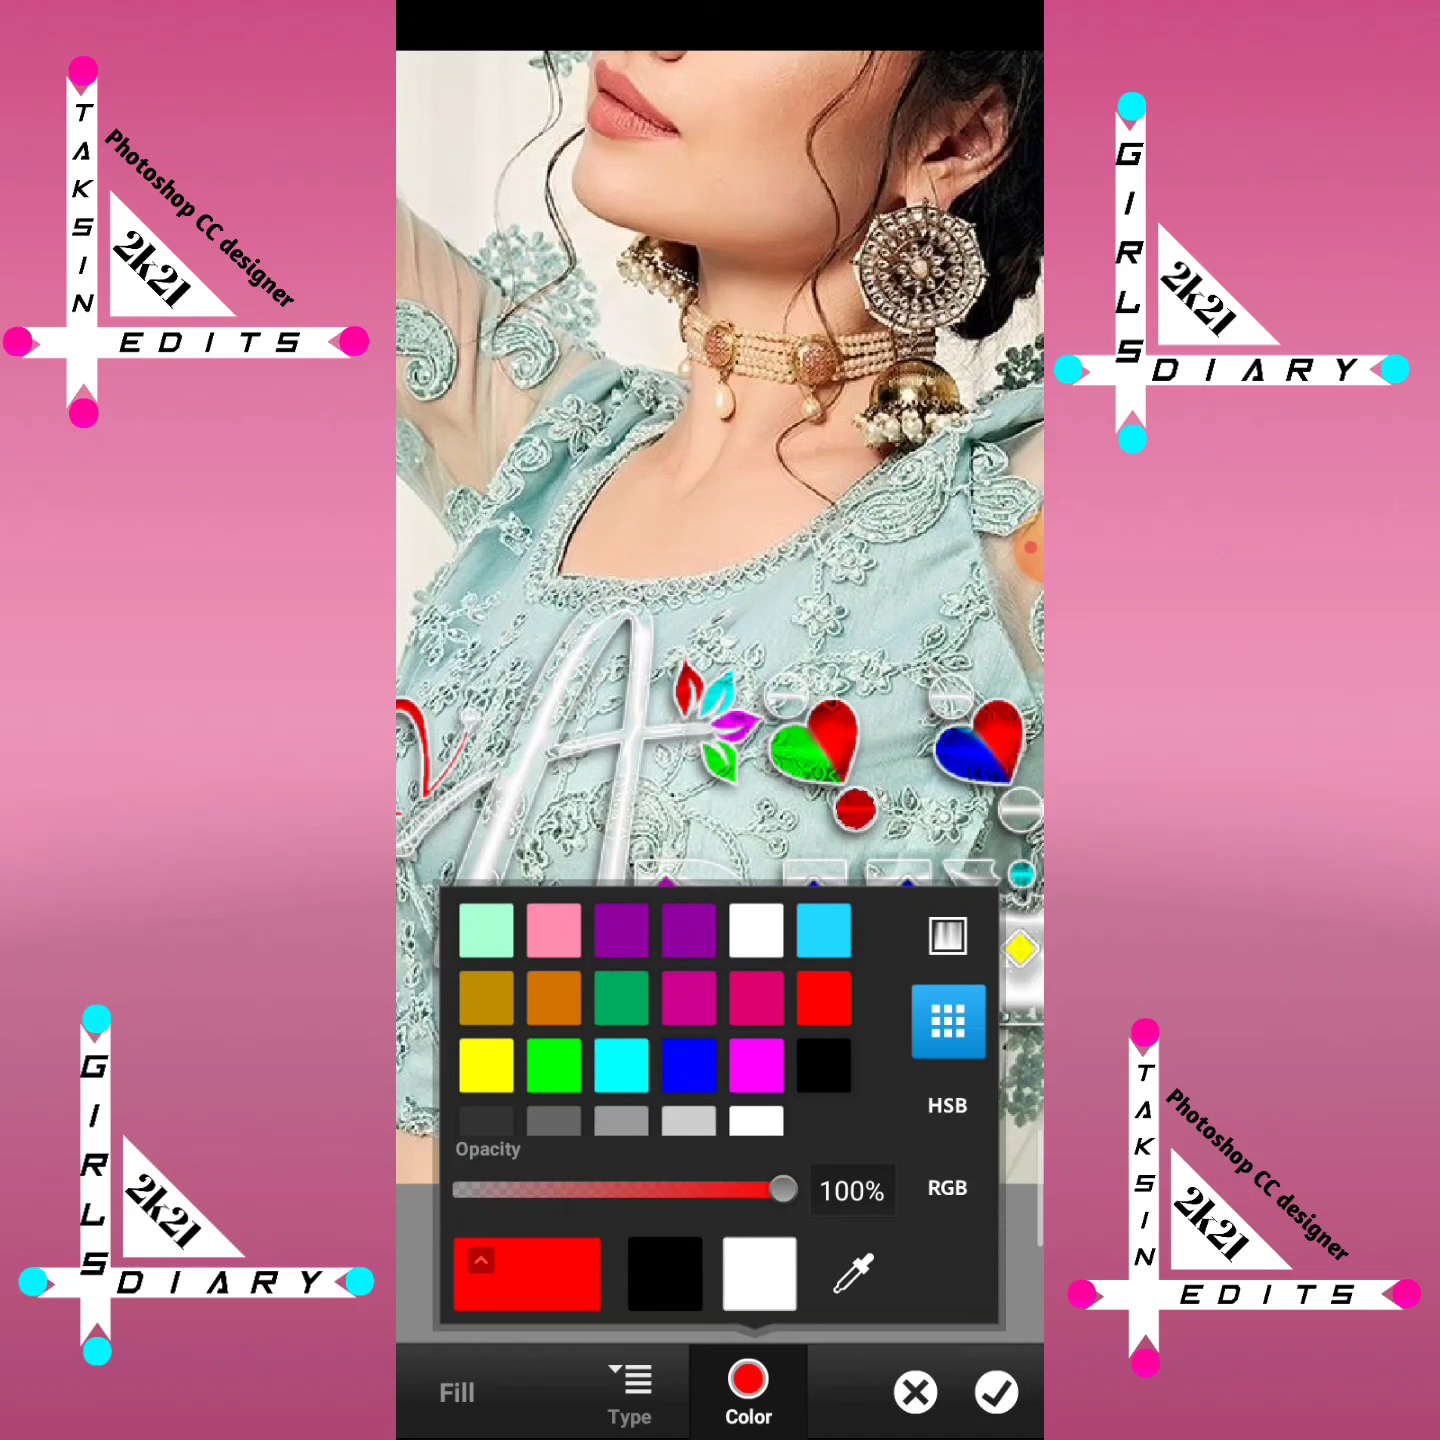 TAKSIN
EDITS
Photoshop CC designer
2k21
GIRLS
DIARY
2k21
A
Opacity
100%
HSB
RGB
Fill
Type
Color
GIRLS
DIARY
2k21
TAKSIN
EDITS
Photoshop CC designer
2k21